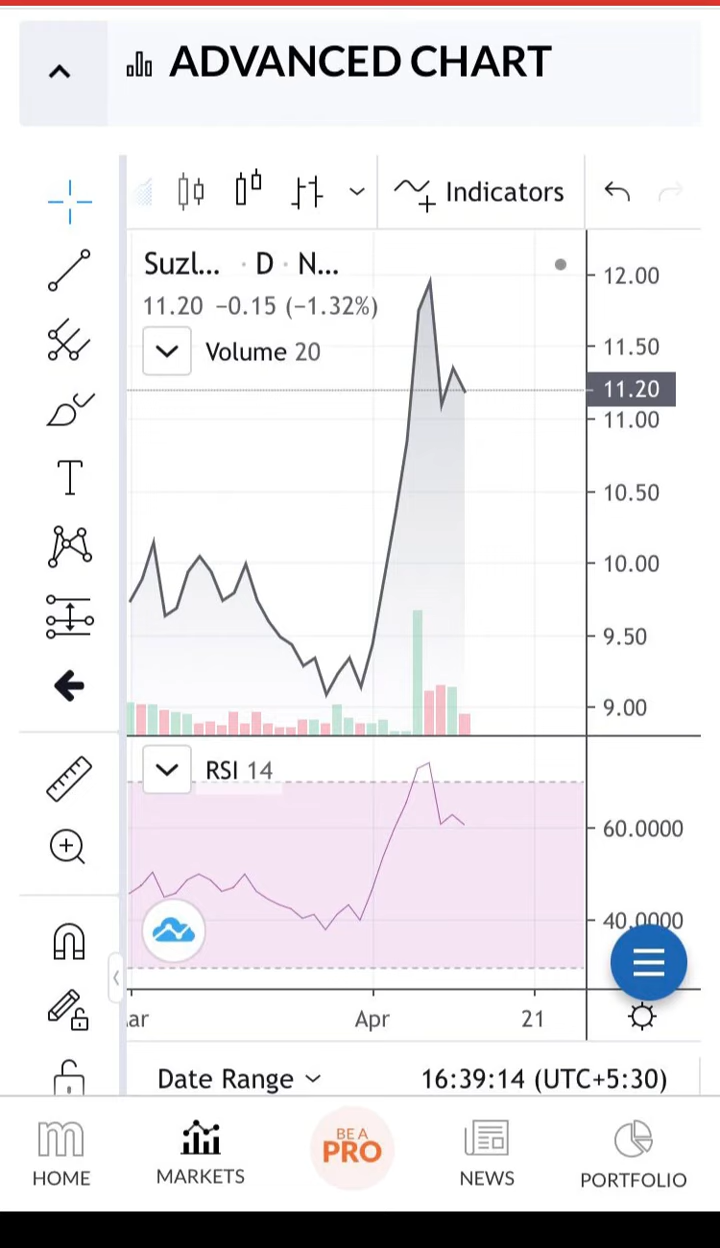 ADVANCED CHART
Indicators
Suzl... · D · N...
11.20 −0.15 (−1.32%)
Volume 20
12.00
11.50
11.20
11.00
10.50
10.00
9.50
9.00
RSI 14
60.0000
40.0000
ar Apr 21
Date Range 16:39:14 (UTC+5:30)
BE A
PRO
HOME MARKETS NEWS PORTFOLIO